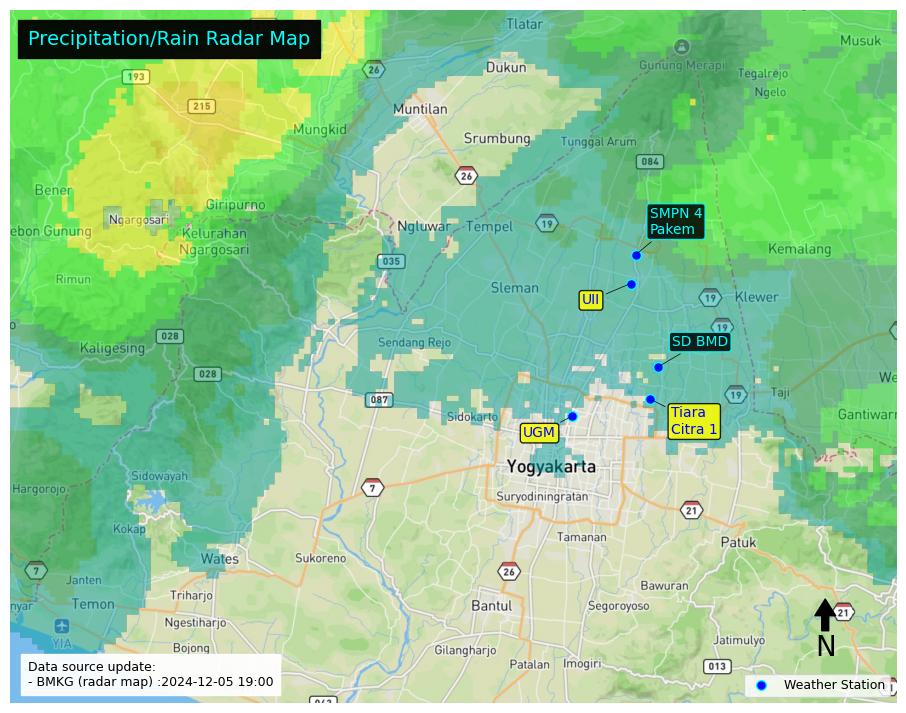 Precipitation/Rain Radar Map
Tlatar
Musuk
26
193
Dukun
Gunung Merapi
Tegalrejo
Ngelo
215
Muntilan
Mungkid
Srumbung
Tunggal Arum
084
26
Bener
Giripurno
Ngargosari
SMPN 4
Pakem
ebon Gunung
Kelurahan
Ngargosari
Ngluwar
Tempel
19
Kemalang
035
Rimun
Sleman
UII
19
Klewer
19
028
Kaligesing
Sendang Rejo
SD BMD
028
087
19
Taji
We
Sidokarto
Tiara
Citra 1
Gantiwar
UGM
Yogyakarta
Sidowayah
Hargorojo
7
Suryodiningratan
21
Kokap
Tamanan
Patuk
Wates
Sukoreno
7
26
Janten
Bawuran
Triharjo
nyar
Temon
Bantul
Segoroyoso
21
Ngestiharjo
YIA
N
Jatimulyo
Bojong
Gilangharjo
Patalan
Imogiri
013
Data source update:
- BMKG (radar map) :2024-12-05 19:00
Weather Station